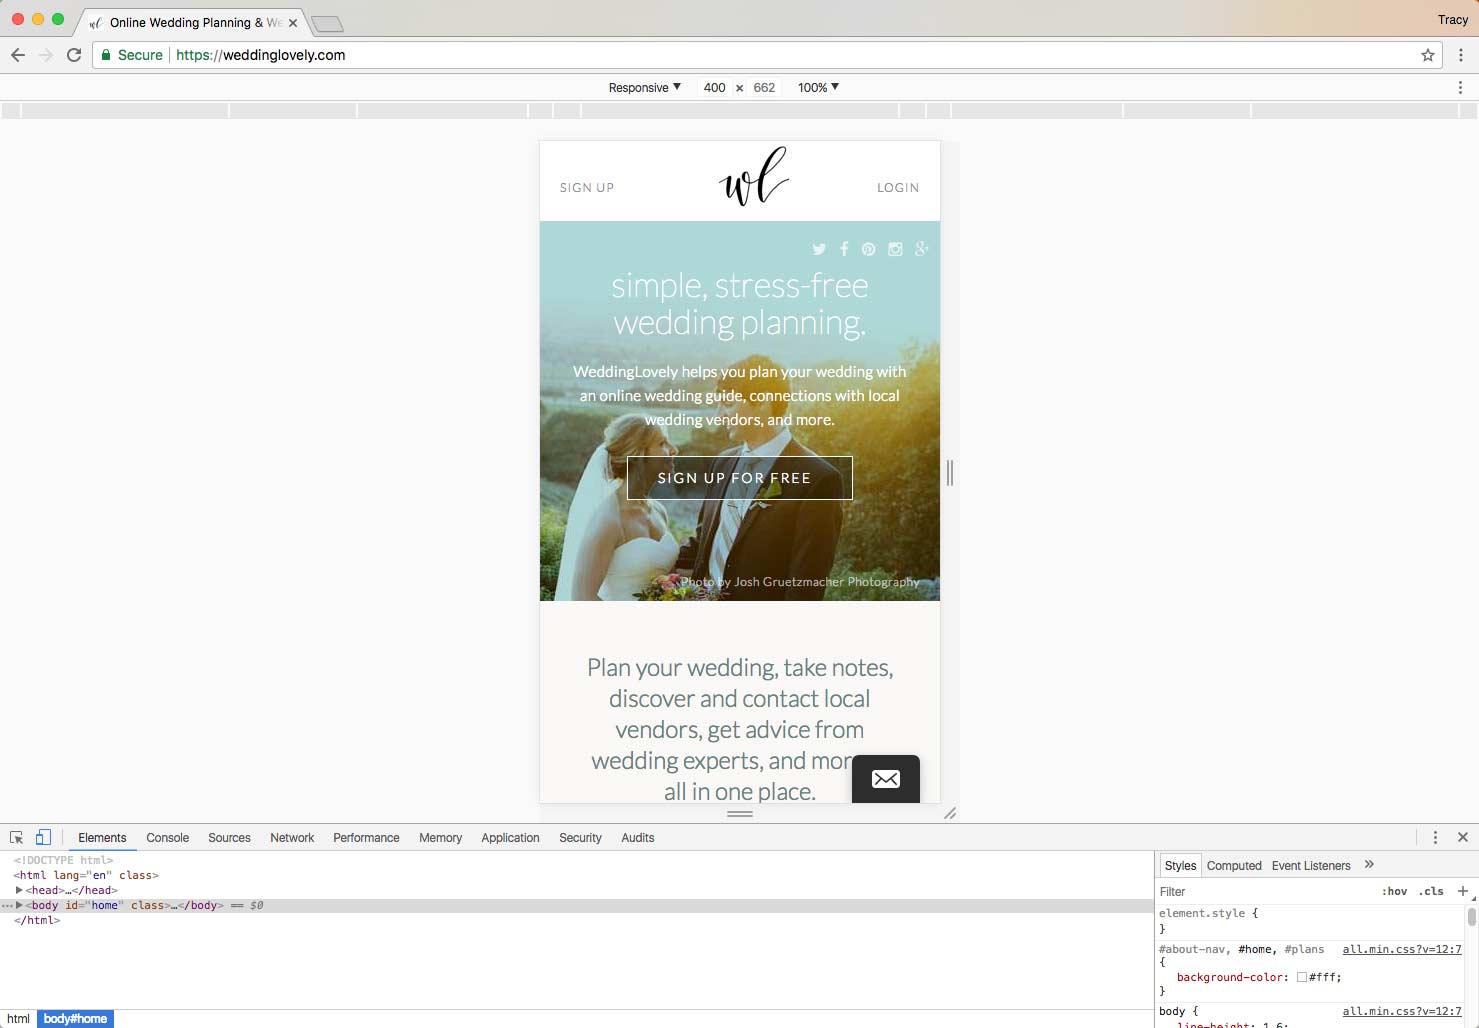 Online Wedding Planning & We
Tracy
Secure
https://weddinglovely.com
Responsive ▼ 400 × 662 100% ▼
SIGN UP
wl
LOGIN
simple, stress-free
wedding planning.
WeddingLovely helps you plan your wedding with
an online wedding guide, connections with local
wedding vendors, and more.
SIGN UP FOR FREE
Photo by Josh Gruetzmacher Photography
Plan your wedding, take notes,
discover and contact local
vendors, get advice from
wedding experts, and mor
all in one place.
Elements Console Sources Network Performance Memory Application Security Audits
<!DOCTYPE html>
<html lang="en" class>
▶<head>…</head>
…▶<body id="home" class>…</body> == $0
</html>
html body#home
Styles Computed Event Listeners »
Filter :hov .cls +
element.style {
}
#about-nav, #home, #plans all.min.css?v=12:7
{
background-color: #fff;
}
body { all.min.css?v=12:7
line-height: 1.6;